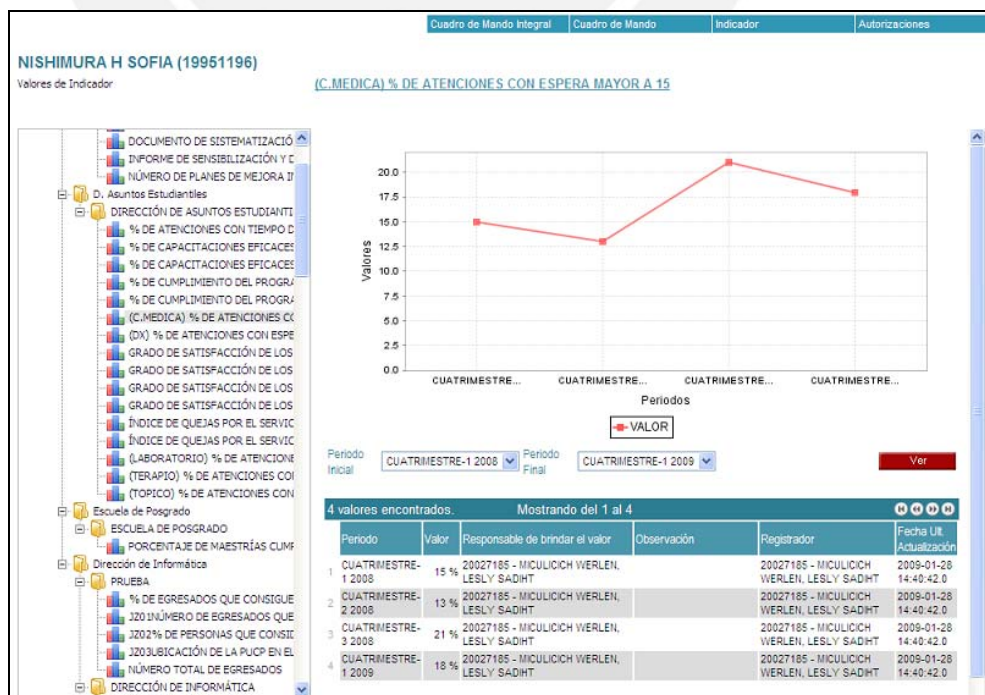 Cuadro de Mando Integral Cuadro de Mando Indicador Autorizaciones
NISHIMURA H SOFIA (19951196)
Valores de Indicador
(C.MEDICA) % DE ATENCIONES CON ESPERA MAYOR A 15
DOCUMENTO DE SISTEMATIZACIÓ
INFORME DE SENSIBILIZACIÓN Y D
NÚMERO DE PLANES DE MEJORA IN
D. Asuntos Estudiantiles
DIRECCIÓN DE ASUNTOS ESTUDIANTI
% DE ATENCIONES CON TIEMPO D
% DE CAPACITACIONES EFICACES
% DE CAPACITACIONES EFICACES
% DE CUMPLIMIENTO DEL PROGRA
% DE CUMPLIMIENTO DEL PROGRA
(C.MEDICA) % DE ATENCIONES CO
(DX) % DE ATENCIONES CON ESPE
GRADO DE SATISFACCIÓN DE LOS
GRADO DE SATISFACCIÓN DE LOS
GRADO DE SATISFACCIÓN DE LOS
GRADO DE SATISFACCIÓN DE LOS
ÍNDICE DE QUEJAS POR EL SERVIC
ÍNDICE DE QUEJAS POR EL SERVIC
(LABORATORIO) % DE ATENCIONE
(TERAPIO) % DE ATENCIONES CON
(TOPICO) % DE ATENCIONES CON
Escuela de Posgrado
ESCUELA DE POSGRADO
PORCENTAJE DE MAESTRÍAS CUMP
Dirección de Informática
PRUEBA
% DE EGRESADOS QUE CONSIGUE
JZ01NÚMERO DE EGRESADOS QUE
JZ02% DE PERSONAS QUE CONSID
JZ03UBICACIÓN DE LA PUCP EN EL
NÚMERO TOTAL DE EGRESADOS
DIRECCIÓN DE INFORMÁTICA
Valores
20.0
17.5
15.0
12.5
10.0
7.5
5.0
2.5
0.0
CUATRIMESTRE... CUATRIMESTRE... CUATRIMESTRE... CUATRIMESTRE...
Periodos
VALOR
Periodo Inicial CUATRIMESTRE-1 2008 Periodo Final CUATRIMESTRE-1 2009 Ver
4 valores encontrados. Mostrando del 1 al 4
Periodo Valor Responsable de brindar el valor Observación Registrador Fecha Ult. Actualización
1 CUATRIMESTRE-1 2008 15 % 20027185 - MICULICICH WERLEN, LESLY SADIHT 20027185 - MICULICICH WERLEN, LESLY SADIHT 2009-01-28 14:40:42.0
2 CUATRIMESTRE-2 2008 13 % 20027185 - MICULICICH WERLEN, LESLY SADIHT 20027185 - MICULICICH WERLEN, LESLY SADIHT 2009-01-28 14:40:42.0
3 CUATRIMESTRE-3 2008 21 % 20027185 - MICULICICH WERLEN, LESLY SADIHT 20027185 - MICULICICH WERLEN, LESLY SADIHT 2009-01-28 14:40:42.0
4 CUATRIMESTRE-1 2009 18 % 20027185 - MICULICICH WERLEN, LESLY SADIHT 20027185 - MICULICICH WERLEN, LESLY SADIHT 2009-01-28 14:40:42.0